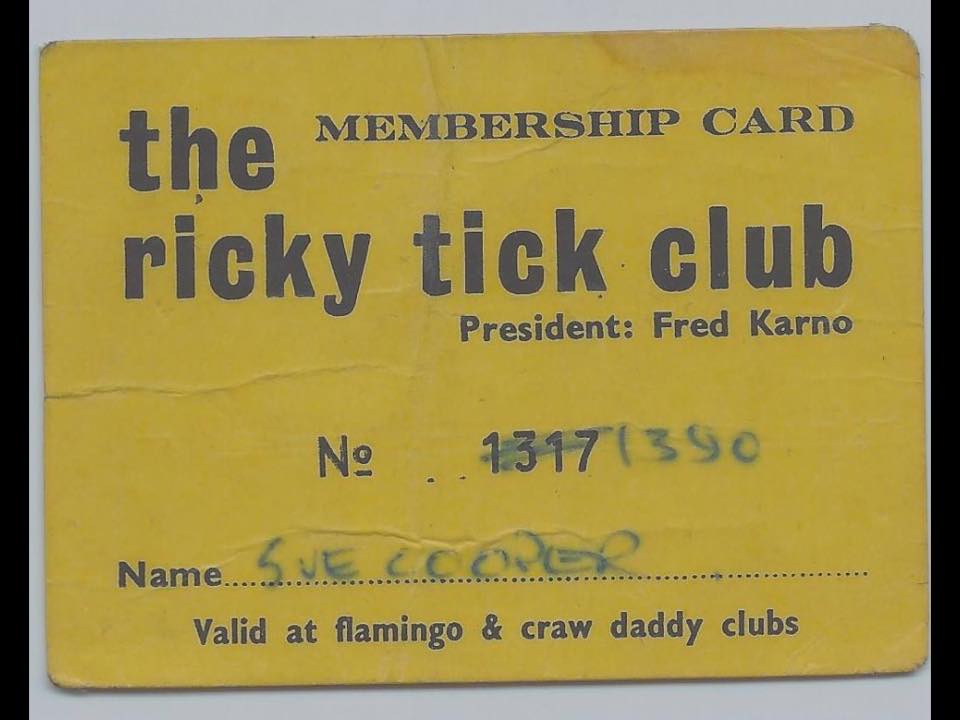 MEMBERSHIP CARD
the
ricky tick club
President: Fred Karno
No 1317 1390
Name SUE COOPER
Valid at flamingo & craw daddy clubs